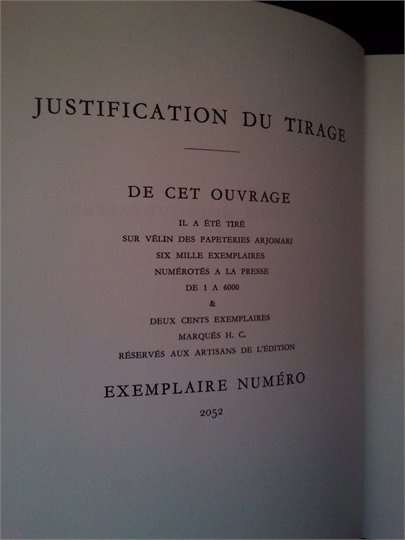 JUSTIFICATION DU TIRAGE
DE CET OUVRAGE
IL A ÉTÉ TIRÉ
SUR VÉLIN DES PAPETERIES ARJOMARI
SIX MILLE EXEMPLAIRES
NUMÉROTÉS A LA PRESSE
DE 1 A 6000
&
DEUX CENTS EXEMPLAIRES
MARQUÉS H. C.
RÉSERVÉS AUX ARTISANS DE L'ÉDITION
EXEMPLAIRE NUMÉRO
2052